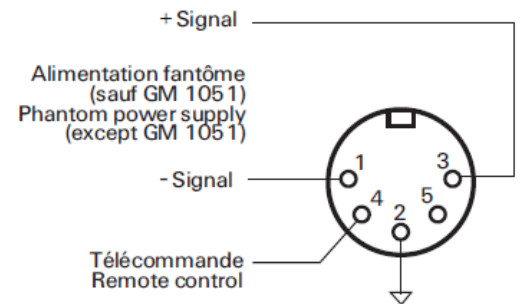 + Signal
Alimentation fantôme
(sauf GM 1051)
Phantom power supply
(except GM 1051)
- Signal
Télécommande
Remote control
1
3
4
5
2